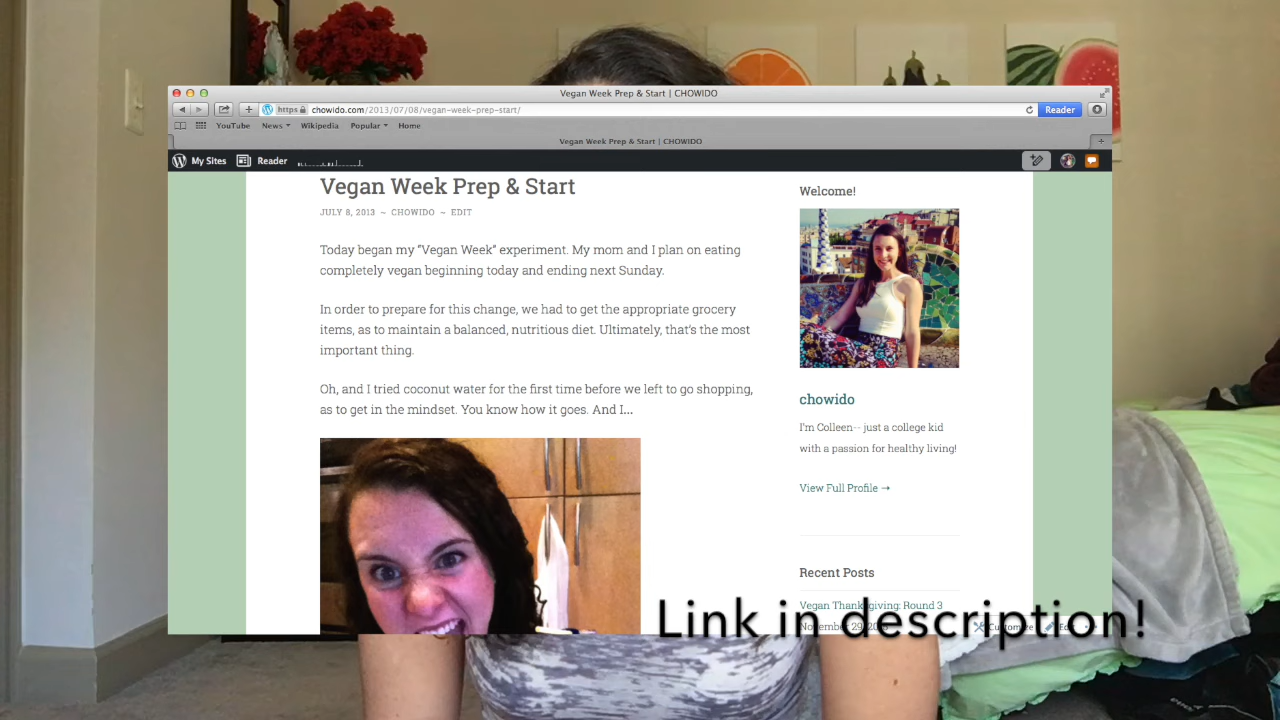 Vegan Week Prep & Start | CHOWIDO
https chowido.com/2013/07/08/vegan-week-prep-start/ Reader
YouTube News Wikipedia Popular Home
Vegan Week Prep & Start | CHOWIDO
My Sites Reader
Vegan Week Prep & Start
JULY 8, 2013 ~ CHOWIDO ~ EDIT
Today began my "Vegan Week" experiment. My mom and I plan on eating
completely vegan beginning today and ending next Sunday.
In order to prepare for this change, we had to get the appropriate grocery
items, as to maintain a balanced, nutritious diet. Ultimately, that's the most
important thing.
Oh, and I tried coconut water for the first time before we left to go shopping,
as to get in the mindset. You know how it goes. And I...
Welcome!
chowido
I'm Colleen-- just a college kid
with a passion for healthy living!
View Full Profile →
Recent Posts
Vegan Thanksgiving: Round 3
November 29,
Customize
Link in description!